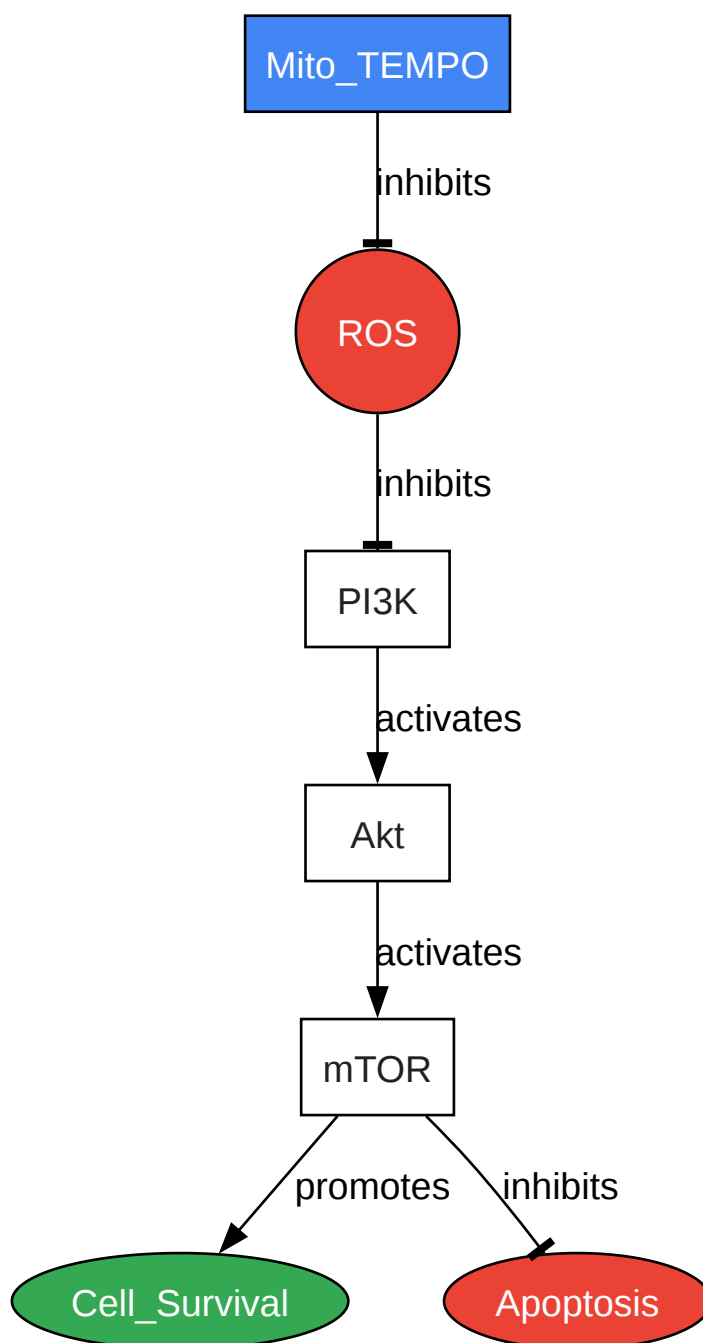 Mito_TEMPO
inhibits
ROS
inhibits
PI3K
activates
Akt
activates
mTOR
promotes
inhibits
Cell_Survival
Apoptosis